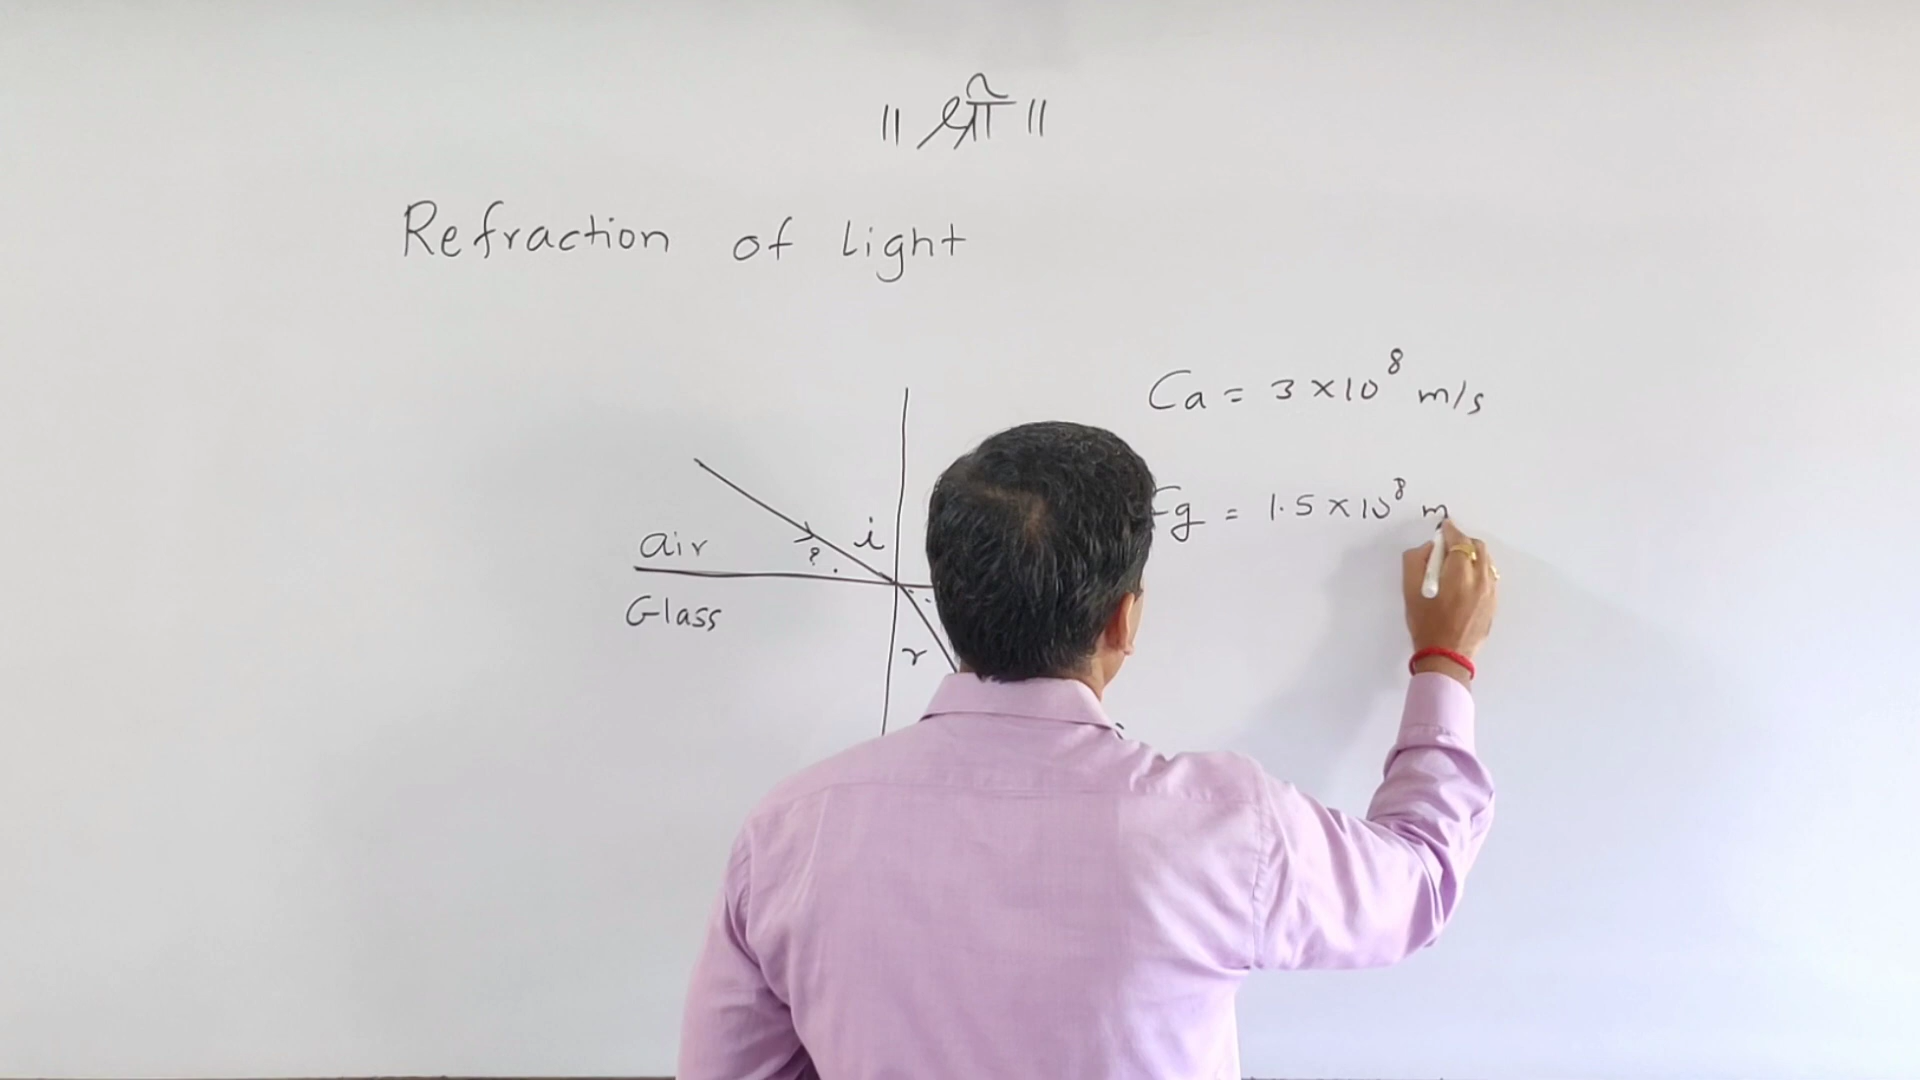 ॥ श्री ॥
Refraction of Light
Ca = 3 × 10⁸ m/s
g = 1.5 × 10⁸ m
i
air
Glass
r